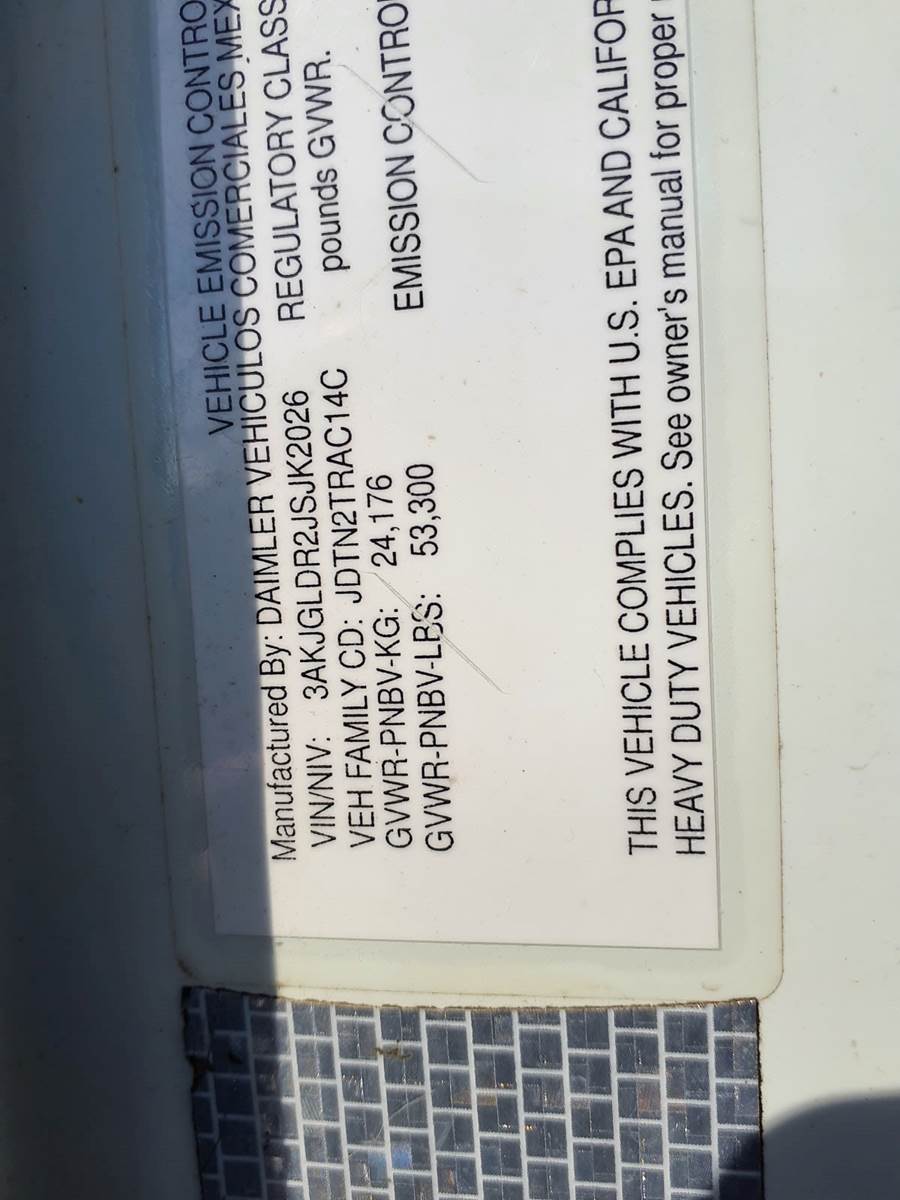 VEHICLE EMISSION CONTRO
Manufactured By: DAIMLER VEHICULOS COMERCIALES MEX
VIN/NIV: 3AKJGLDR2JSJK2026
REGULATORY CLASS
VEH FAMILY CD: JDTN2TRAC14C
pounds GVWR.
GVWR-PNBV-KG: 24,176
GVWR-PNBV-LBS: 53,300
EMISSION CONTRO
THIS VEHICLE COMPLIES WITH U.S. EPA AND CALIFOR
HEAVY DUTY VEHICLES. See owner's manual for proper